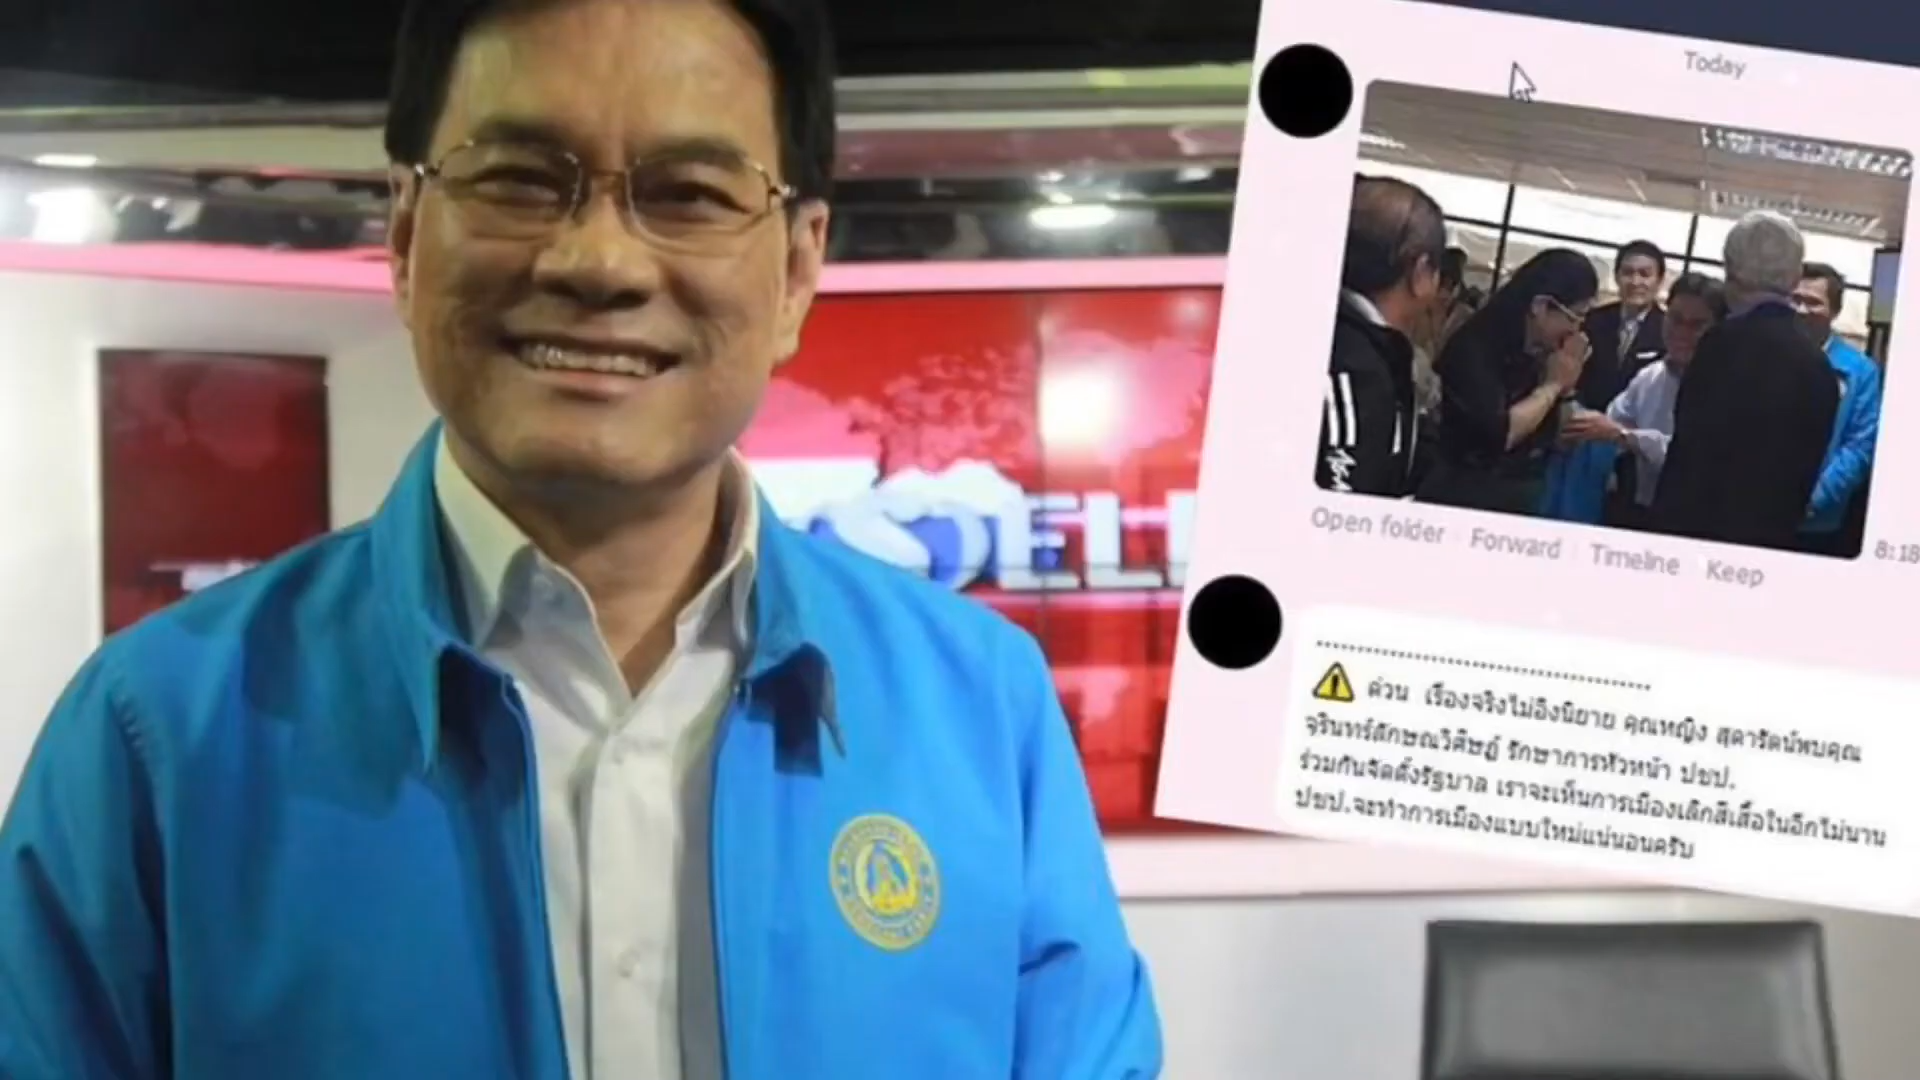 Today
Open folder Forward Timeline Keep
8:18
ด่วน เรื่องจริงไม่อิงนิยาย คุณหญิง สุดารัตน์พบคุณ
จุรินทร์ลักษณวิศิษฏ์ รักษาการหัวหน้า ปชป.
ร่วมกันจัดตั้งรัฐบาล เราจะเห็นการเมืองเลิกสีเสื้อในอีกไม่นาน
ปชป.จะทำการเมืองแบบใหม่แน่นอนครับ